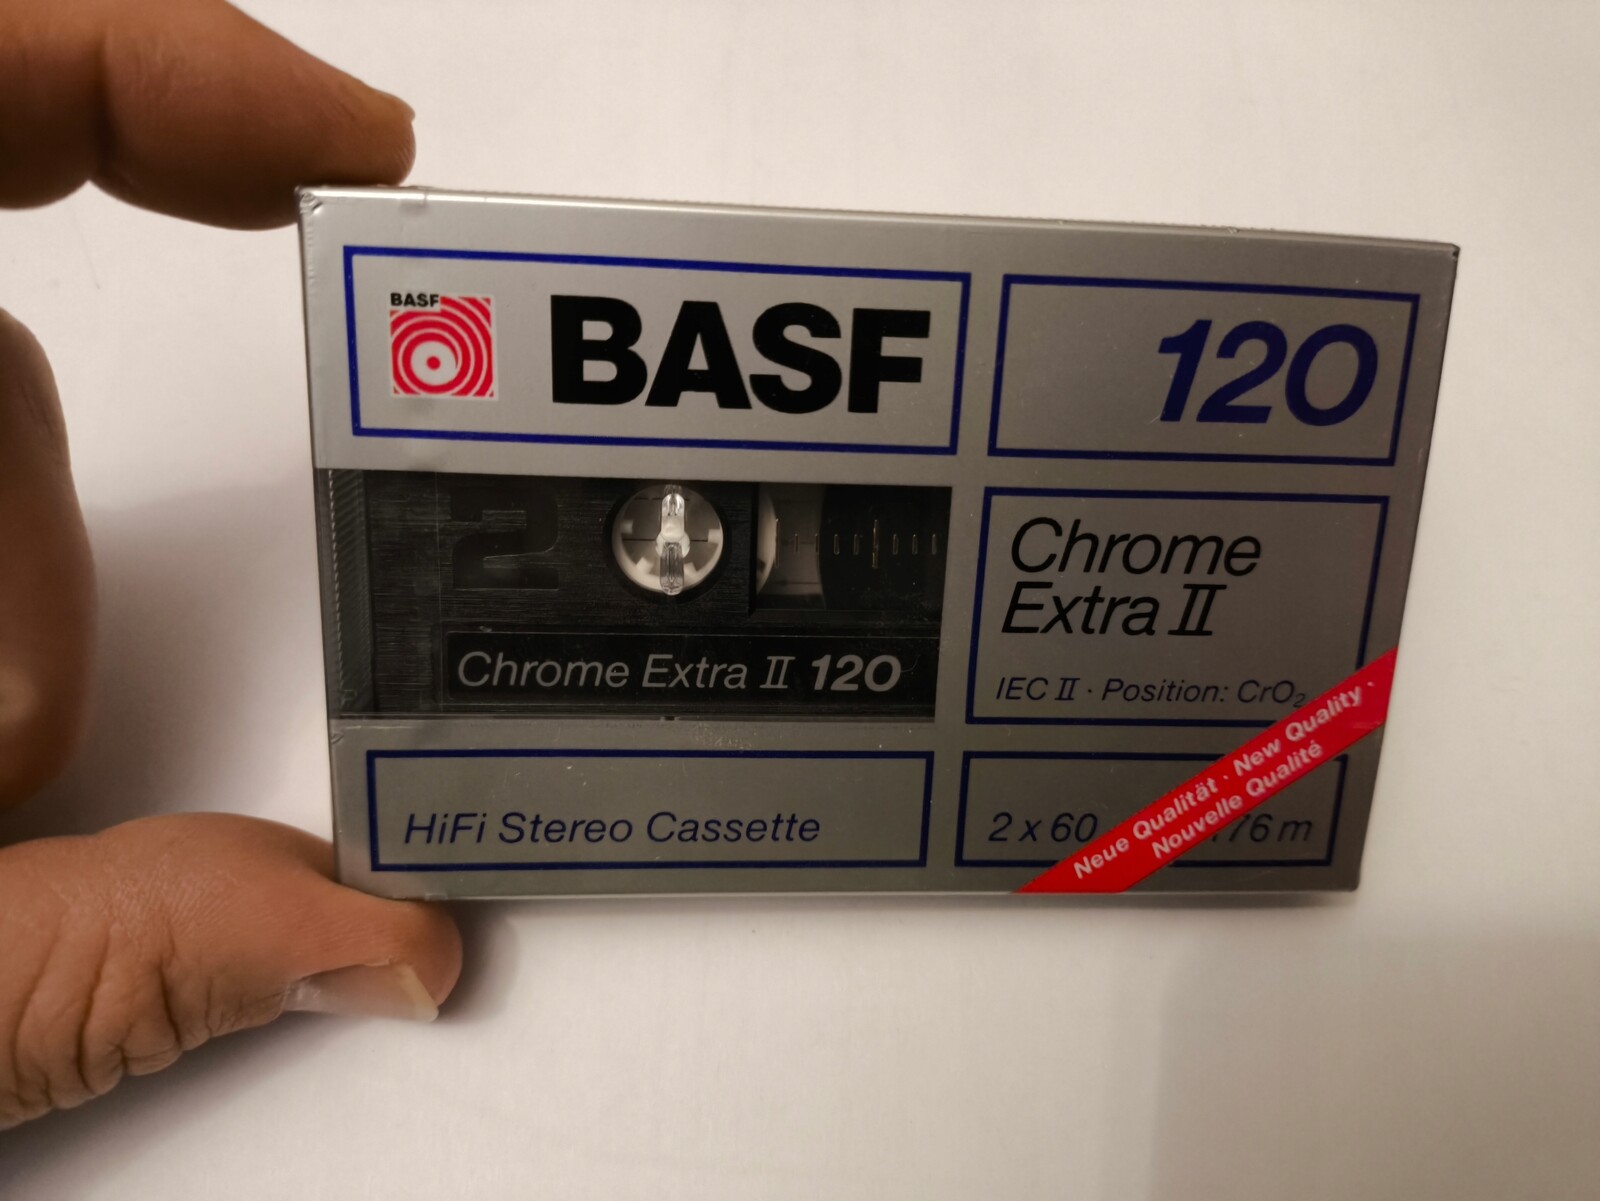 BASF
BASF
120
2
Chrome
Extra II
IEC II · Position: CrO₂
Chrome Extra II 120
HiFi Stereo Cassette
2 x 60
76 m
Neue Qualität · New Quality ·
Nouvelle Qualité